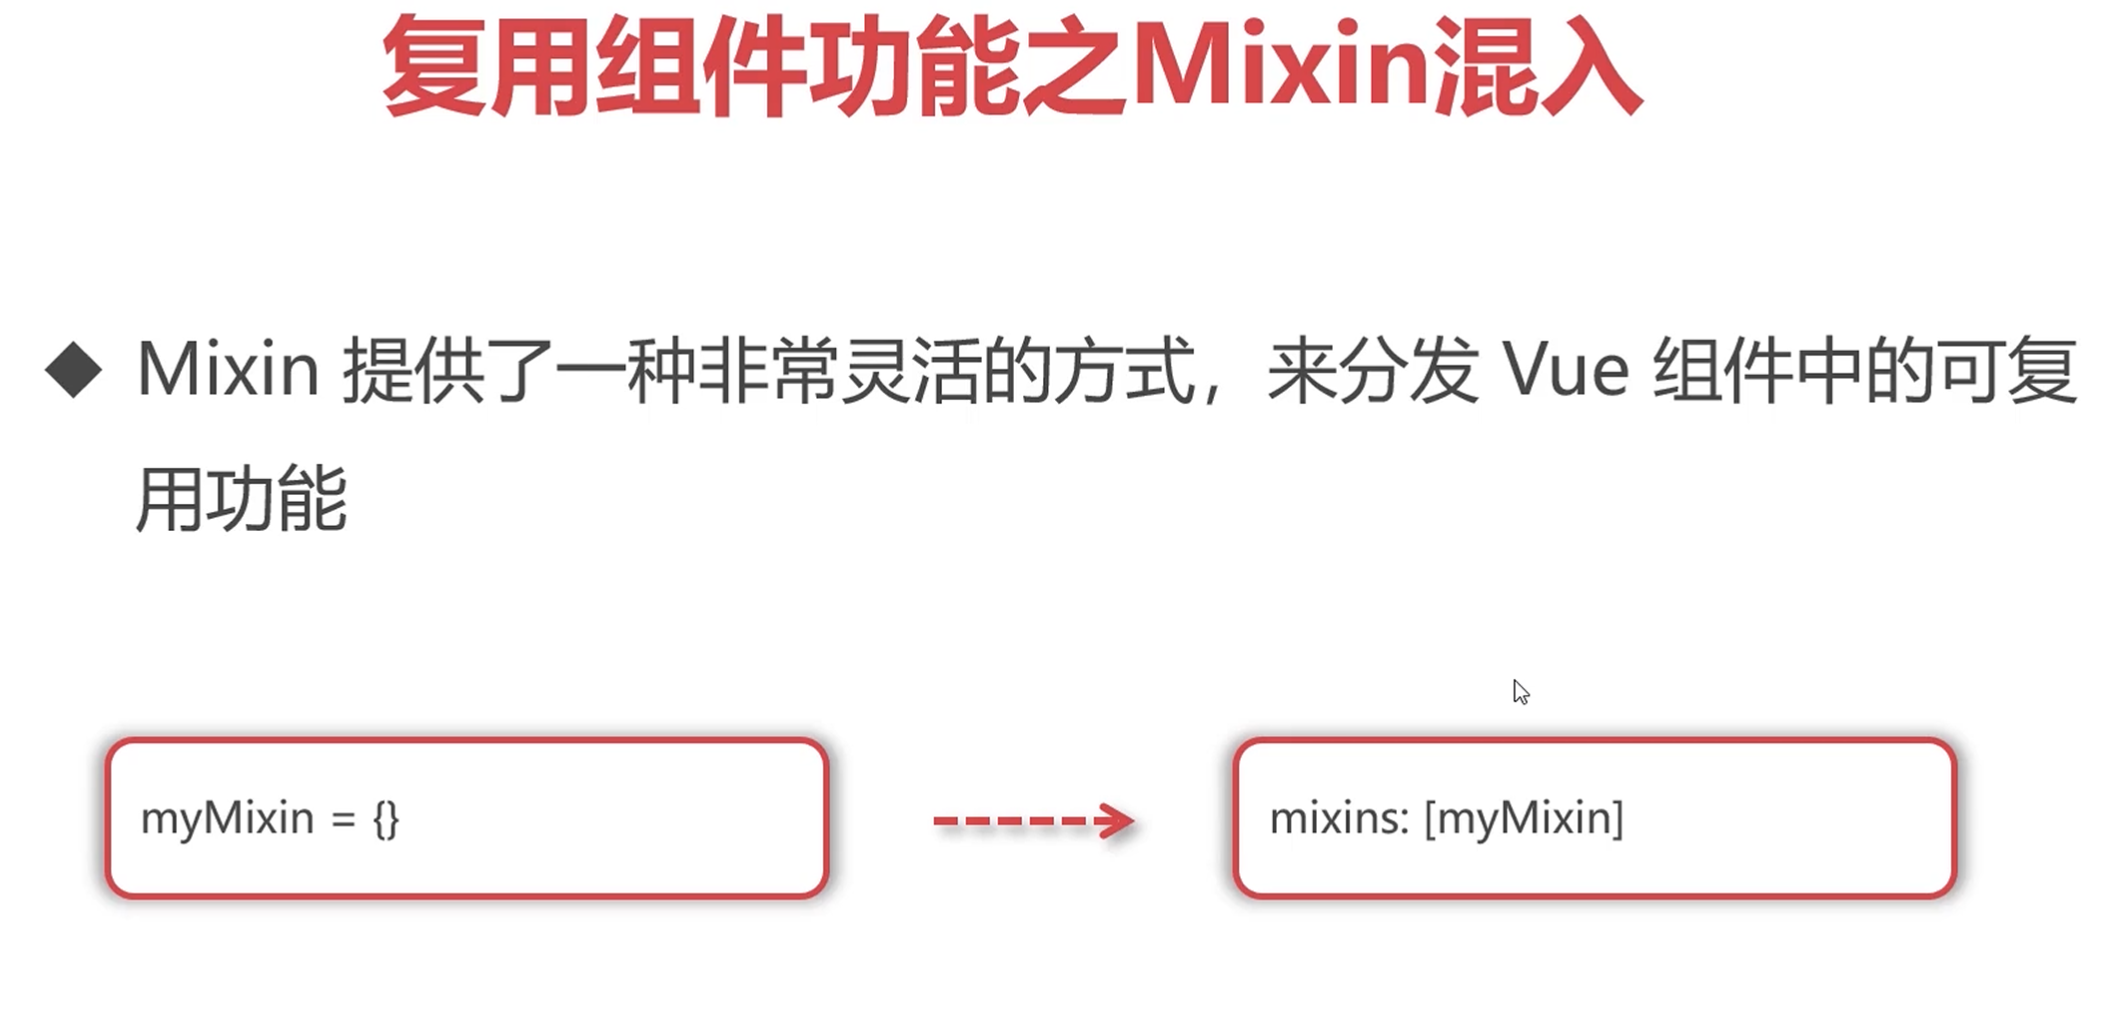 复用组件功能之Mixin混入
Mixin 提供了一种非常灵活的方式，来分发 Vue 组件中的可复
用功能
myMixin = {}
mixins: [myMixin]